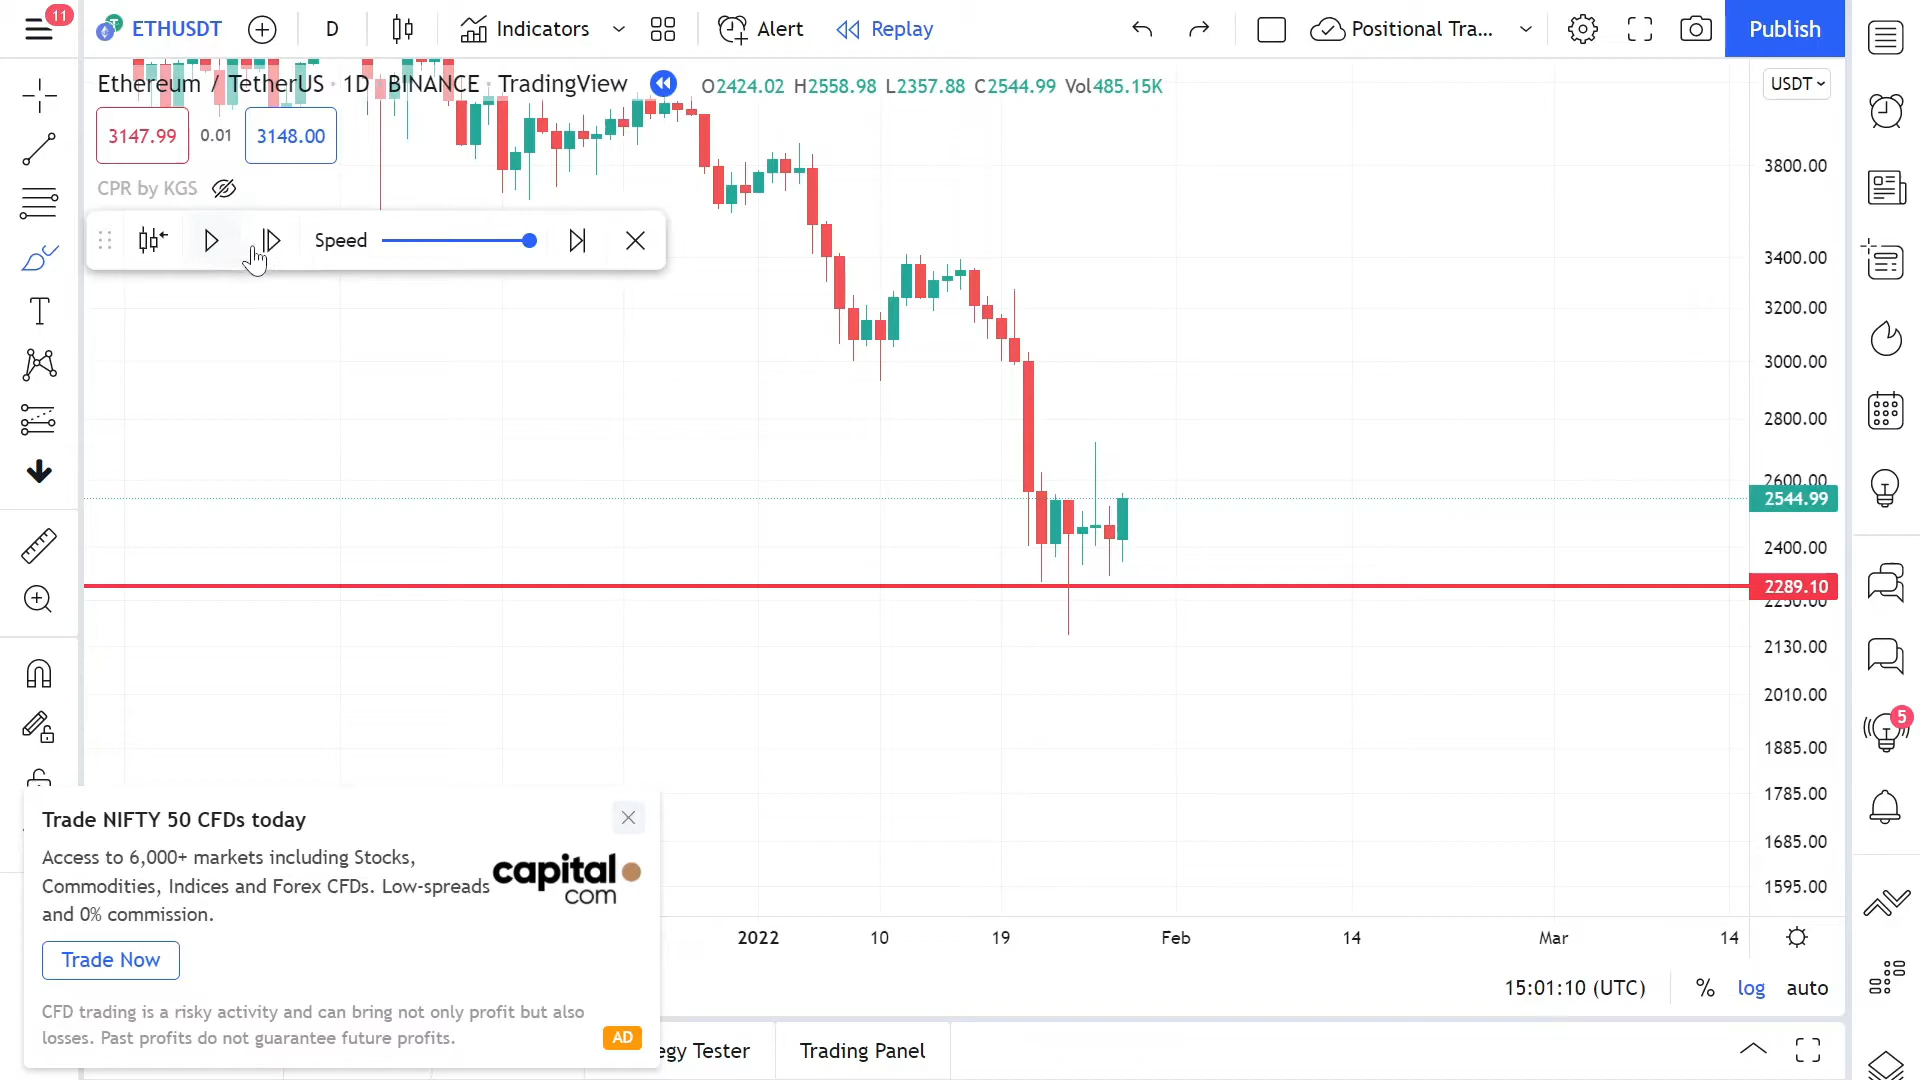 11
ETHUSDT
D
Indicators
Alert
Replay
Positional Tra...
Publish
Ethereum / TetherUS · 1D · BINANCE · TradingView
O2424.02 H2558.98 L2357.88 C2544.99 Vol485.15K
USDT
3147.99
0.01
3148.00
CPR by KGS
Speed
T
3800.00
3400.00
3200.00
3000.00
2800.00
2600.00
2544.99
2400.00
2289.10
2250.00
2130.00
2010.00
1885.00
1785.00
1685.00
1595.00
5
Trade NIFTY 50 CFDs today
Access to 6,000+ markets including Stocks,
Commodities, Indices and Forex CFDs. Low-spreads
and 0% commission.
capital
com
Trade Now
CFD trading is a risky activity and can bring not only profit but also
losses. Past profits do not guarantee future profits.
AD
2022
10
19
Feb
14
Mar
14
15:01:10 (UTC)
%
log
auto
egy Tester
Trading Panel